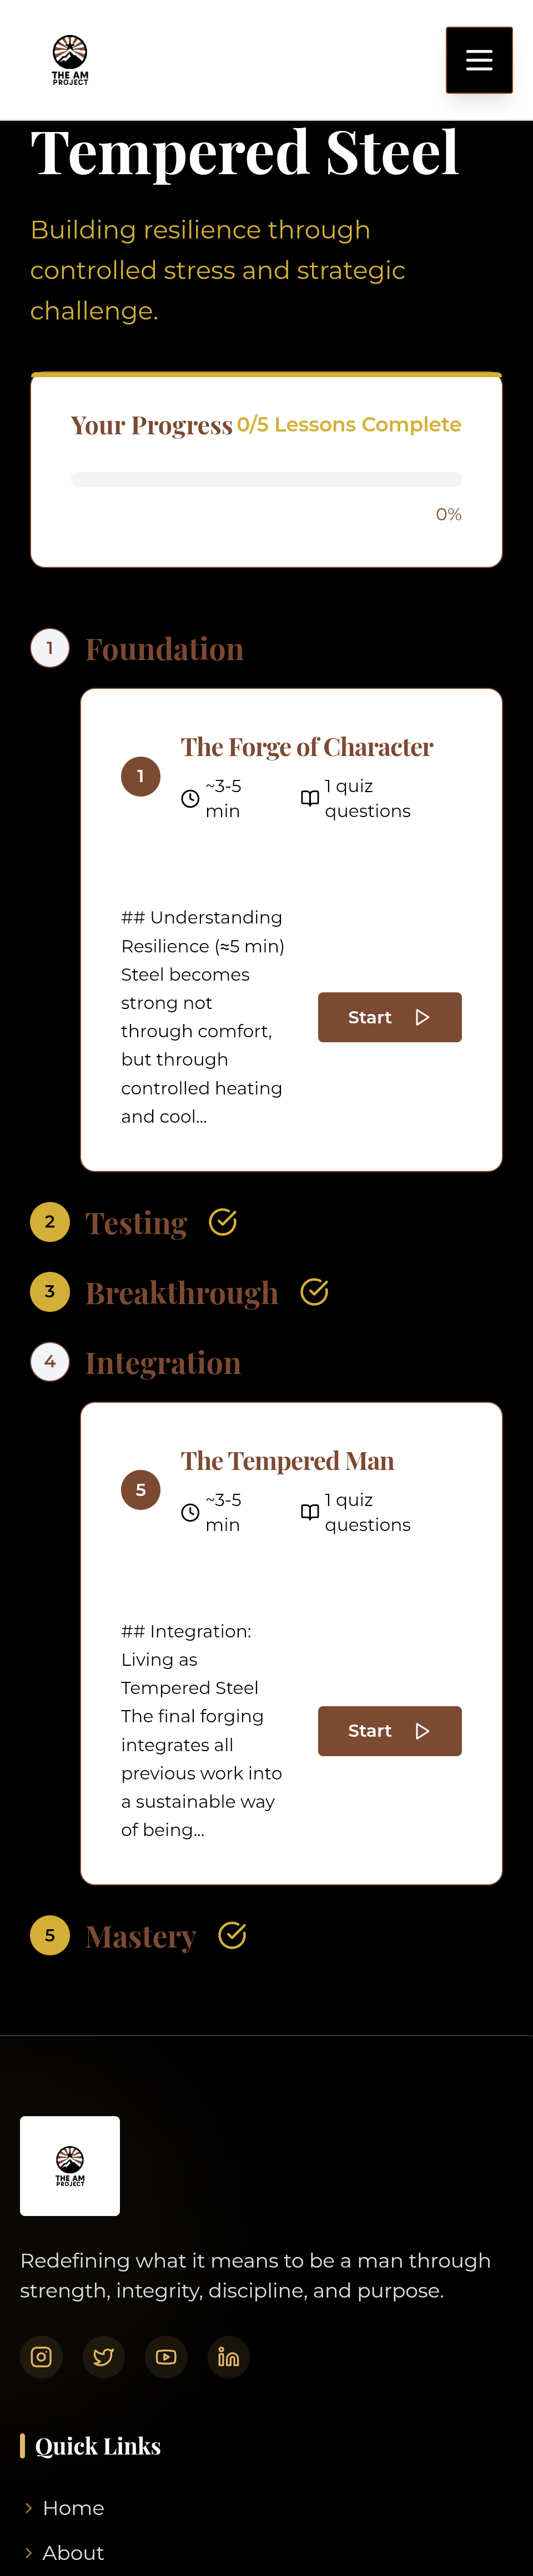 THE AM
PROJECT
Tempered Steel
Building resilience through
controlled stress and strategic
challenge.
Your Progress 0/5 Lessons Complete
0%
1 Foundation
The Forge of Character
1
~3-5
min
1 quiz
questions
## Understanding
Resilience (≈5 min)
Steel becomes
strong not
through comfort,
but through
controlled heating
and cool...
Start
2 Testing
3 Breakthrough
4 Integration
The Tempered Man
5
~3-5
min
1 quiz
questions
## Integration:
Living as
Tempered Steel
The final forging
integrates all
previous work into
a sustainable way
of being...
Start
5 Mastery
THE AM
PROJECT
Redefining what it means to be a man through
strength, integrity, discipline, and purpose.
Quick Links
Home
About